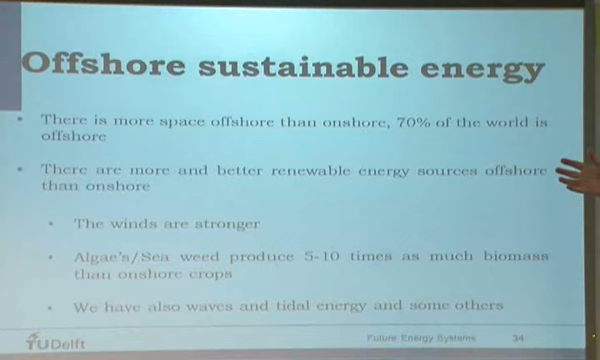 Offshore sustainable energy
• There is more space offshore than onshore, 70% of the world is
offshore
• There are more and better renewable energy sources offshore
than onshore
• The winds are stronger
• Algae's/Sea weed produce 5-10 times as much biomass
than onshore crops
• We have also waves and tidal energy and some others
TUDelft
Future Energy Systems 34